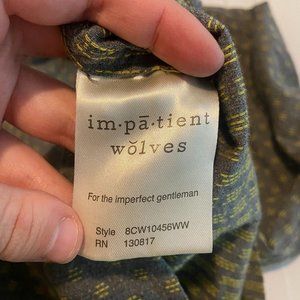 im·pā·tient
wŏlves
For the imperfect gentleman
Style 8CW10456WW
RN 130817